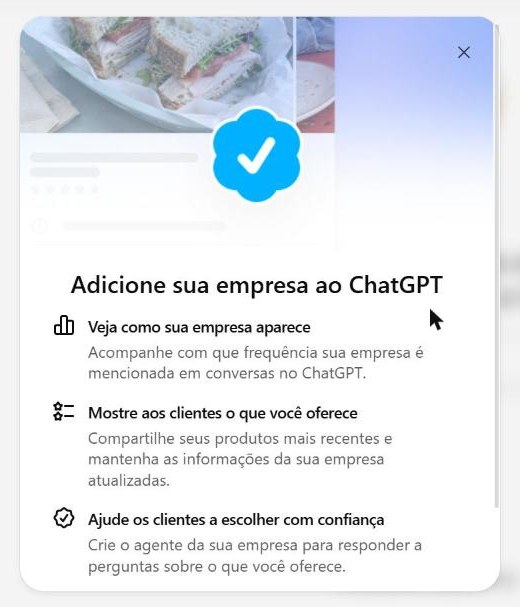 Adicione sua empresa ao ChatGPT
Veja como sua empresa aparece
Acompanhe com que frequência sua empresa é
mencionada em conversas no ChatGPT.
Mostre aos clientes o que você oferece
Compartilhe seus produtos mais recentes e
mantenha as informações da sua empresa
atualizadas.
Ajude os clientes a escolher com confiança
Crie o agente da sua empresa para responder a
perguntas sobre o que você oferece.